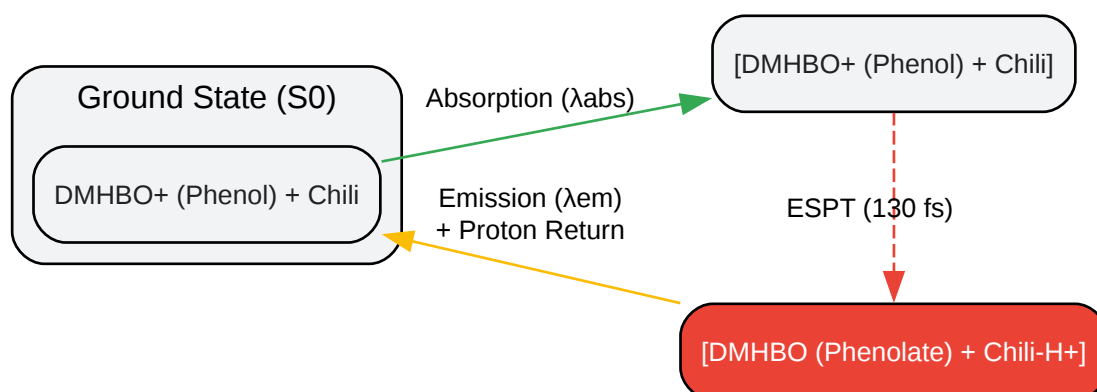 Ground State (S0)
DMHBO+ (Phenol) + Chili
Absorption (λabs)
[DMHBO+ (Phenol) + Chili]
Emission (λem)
+ Proton Return
ESPT (130 fs)
[DMHBO (Phenolate) + Chili-H+]